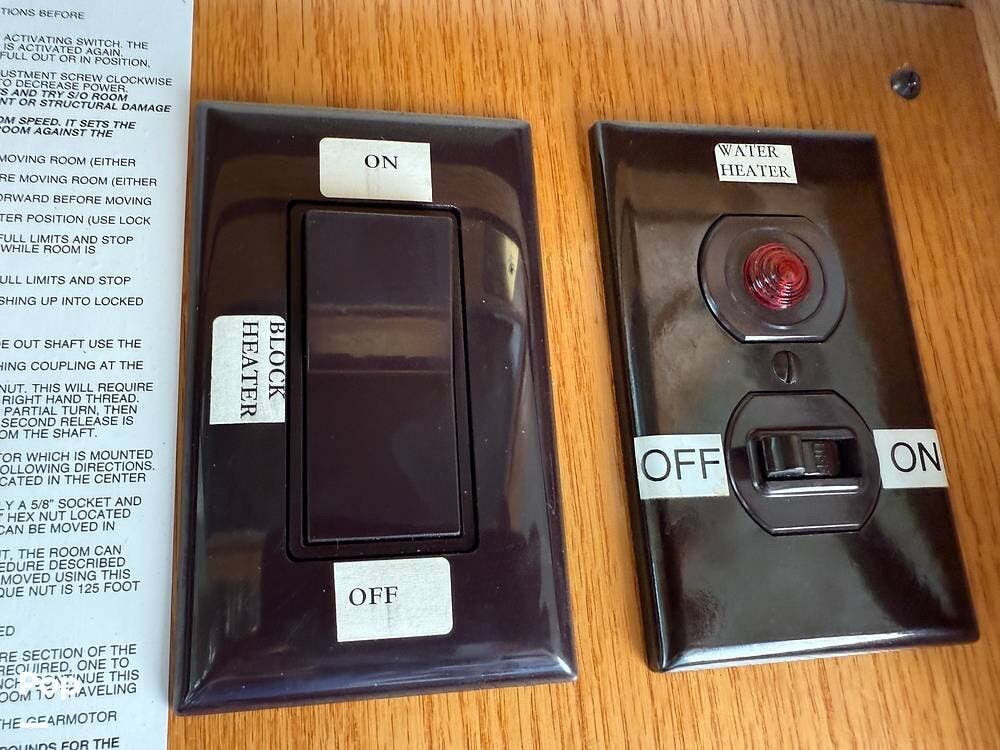 TIONS BEFORE
ACTIVATING SWITCH. THE
IS ACTIVATED AGAIN.
FULL OUT OR IN POSITION,
USTMENT SCREW CLOCKWISE
TO DECREASE POWER.
S AND TRY S/O ROOM
NT OR STRUCTURAL DAMAGE
OM SPEED. IT SETS THE
ROOM AGAINST THE
MOVING ROOM (EITHER
RE MOVING ROOM (EITHER
ORWARD BEFORE MOVING
TER POSITION (USE LOCK
FULL LIMITS AND STOP
WHILE ROOM IS
ULL LIMITS AND STOP
SHING UP INTO LOCKED
DE OUT SHAFT USE THE
HING COUPLING AT THE
NUT. THIS WILL REQUIRE
RIGHT HAND THREAD.
PARTIAL TURN, THEN
SECOND RELEASE IS
OM THE SHAFT.
TOR WHICH IS MOUNTED
OLLOWING DIRECTIONS.
CATED IN THE CENTER
LY A 5/8" SOCKET AND
HEX NUT LOCATED
CAN BE MOVED IN
T, THE ROOM CAN
EDURE DESCRIBED
MOVED USING THIS
QUE NUT IS 125 FOOT
ED
RE SECTION OF THE
REQUIRED, ONE TO
CONTINUE THIS
OOM TO TRAVELING
THE GEARMOTOR
ROUNDS FOR THE
Pop
ON
BLOCK
HEATER
OFF
WATER
HEATER
OFF
ON